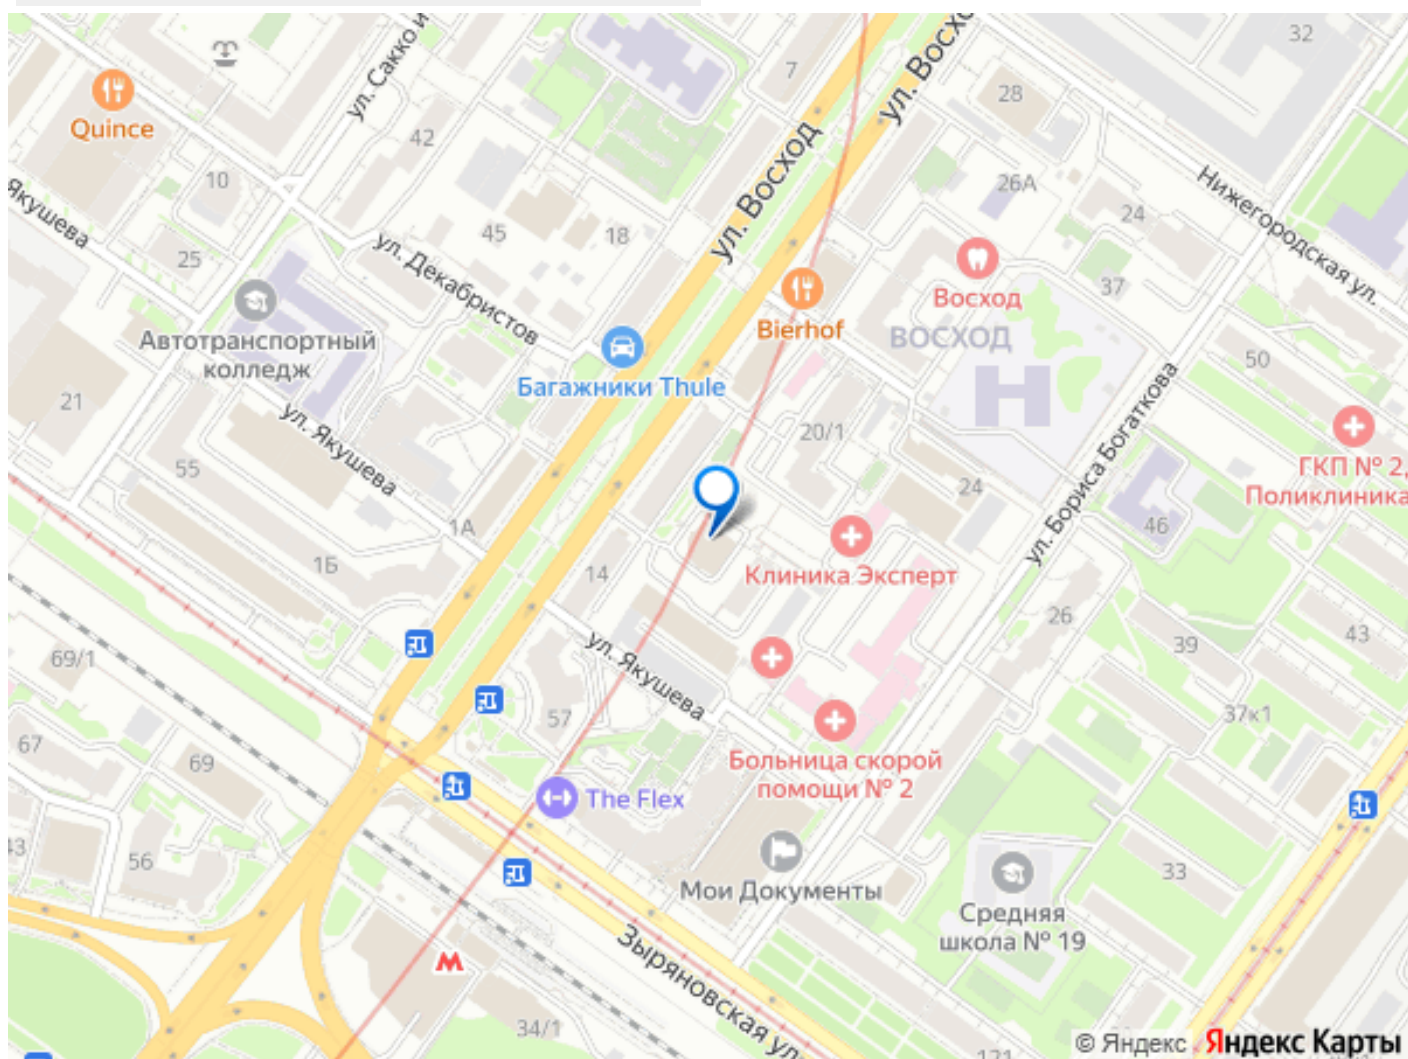 32
ул. Восход
ул. Сакко и
7
28
Quince
42
26А
Нижегородская ул.
10
24
Якушева
45
18
ул. Декабристов
ул. Восход
25
37
Восход
Bierhof
ВОСХОД
Автотранспортный
колледж
50
Багажники Thule
21
ул. Якушева
20/1
ул. Бориса Богаткова
55
24
ГКП № 2,
Поликлиника
1А
46
1Б
14
Клиника Эксперт
26
39
43
69/1
ул. Якушева
57
37к1
67
69
Больница скорой
помощи № 2
The Flex
43
56
33
Мои Документы
Средняя
школа № 19
М
Зыряновская ул.
34/1
121
© Яндекс Яндекс Карты